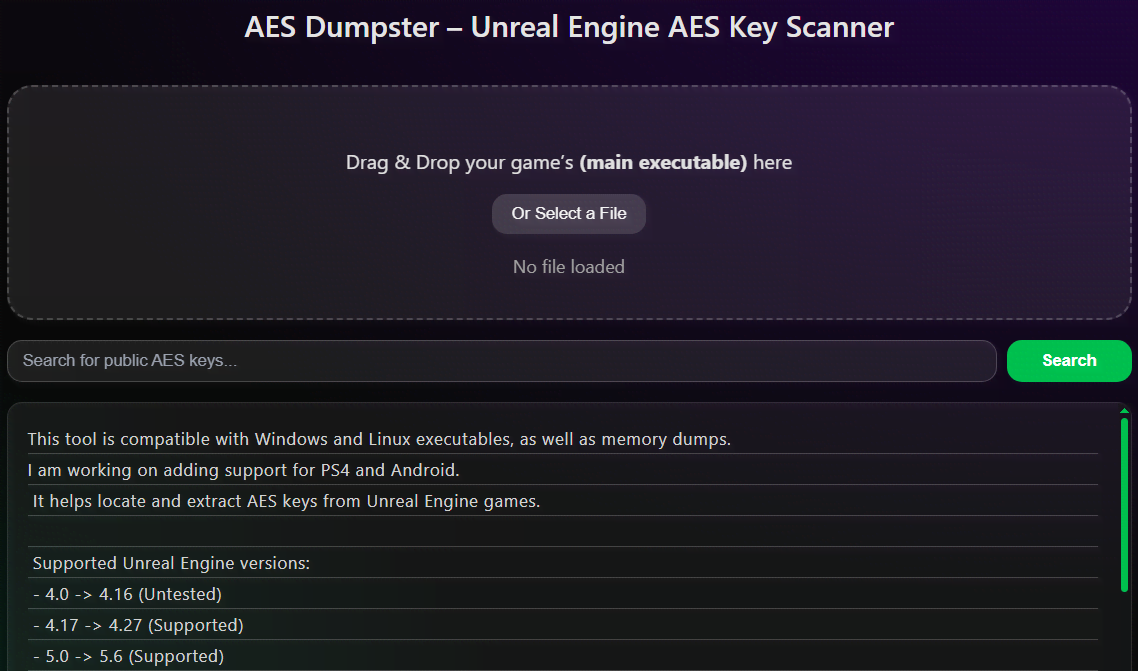 AES Dumpster – Unreal Engine AES Key Scanner
Drag & Drop your game’s (main executable) here
Or Select a File
No file loaded
Search for public AES keys...
Search
This tool is compatible with Windows and Linux executables, as well as memory dumps.
I am working on adding support for PS4 and Android.
It helps locate and extract AES keys from Unreal Engine games.
Supported Unreal Engine versions:
- 4.0 -> 4.16 (Untested)
- 4.17 -> 4.27 (Supported)
- 5.0 -> 5.6 (Supported)